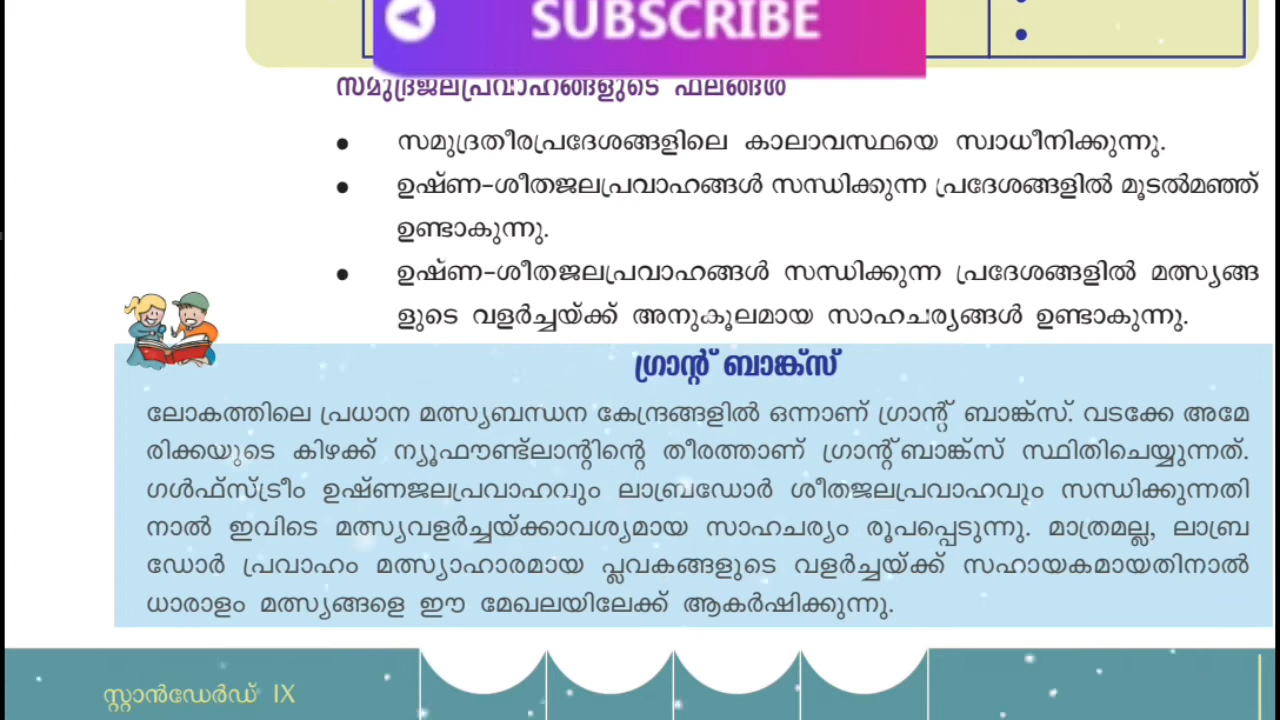 SUBSCRIBE
സമുദ്രജലപ്രവാഹങ്ങളുടെ ഫലങ്ങൾ
• സമുദ്രതീരപ്രദേശങ്ങളിലെ കാലാവസ്ഥയെ സ്വാധീനിക്കുന്നു.
• ഉഷ്ണ-ശീതജലപ്രവാഹങ്ങൾ സന്ധിക്കുന്ന പ്രദേശങ്ങളിൽ മൂടൽമഞ്ഞ്
ഉണ്ടാകുന്നു.
• ഉഷ്ണ-ശീതജലപ്രവാഹങ്ങൾ സന്ധിക്കുന്ന പ്രദേശങ്ങളിൽ മത്സ്യങ്ങ
ളുടെ വളർച്ചയ്ക്ക് അനുകൂലമായ സാഹചര്യങ്ങൾ ഉണ്ടാകുന്നു.
ഗ്രാന്റ് ബാങ്ക്സ്
ലോകത്തിലെ പ്രധാന മത്സ്യബന്ധന കേന്ദ്രങ്ങളിൽ ഒന്നാണ് ഗ്രാന്റ് ബാങ്ക്സ്. വടക്കേ അമേ
രിക്കയുടെ കിഴക്ക് ന്യൂഫൗണ്ട്ലാന്റിന്റെ തീരത്താണ് ഗ്രാന്റ്ബാങ്ക്സ് സ്ഥിതിചെയ്യുന്നത്.
ഗൾഫ്സ്ട്രീം ഉഷ്ണജലപ്രവാഹവും ലാബ്രഡോർ ശീതജലപ്രവാഹവും സന്ധിക്കുന്നതി
നാൽ ഇവിടെ മത്സ്യവളർച്ചയ്ക്കാവശ്യമായ സാഹചര്യം രൂപപ്പെടുന്നു. മാത്രമല്ല, ലാബ്ര
ഡോർ പ്രവാഹം മത്സ്യാഹാരമായ പ്ലവകങ്ങളുടെ വളർച്ചയ്ക്ക് സഹായകമായതിനാൽ
ധാരാളം മത്സ്യങ്ങളെ ഈ മേഖലയിലേക്ക് ആകർഷിക്കുന്നു.
സ്റ്റാൻഡേർഡ് IX